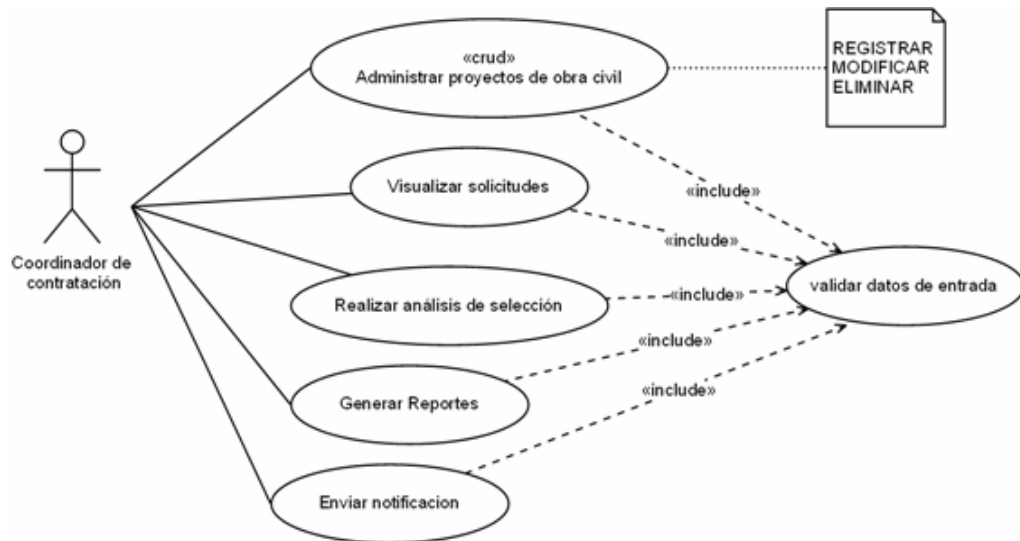 «crud»
Administrar proyectos de obra civil
REGISTRAR
MODIFICAR
ELIMINAR
Visualizar solicitudes
«include»
«include»
Coordinador de
contratación
Realizar análisis de selección
«include»
validar datos de entrada
«include»
Generar Reportes
«include»
Enviar notificacion